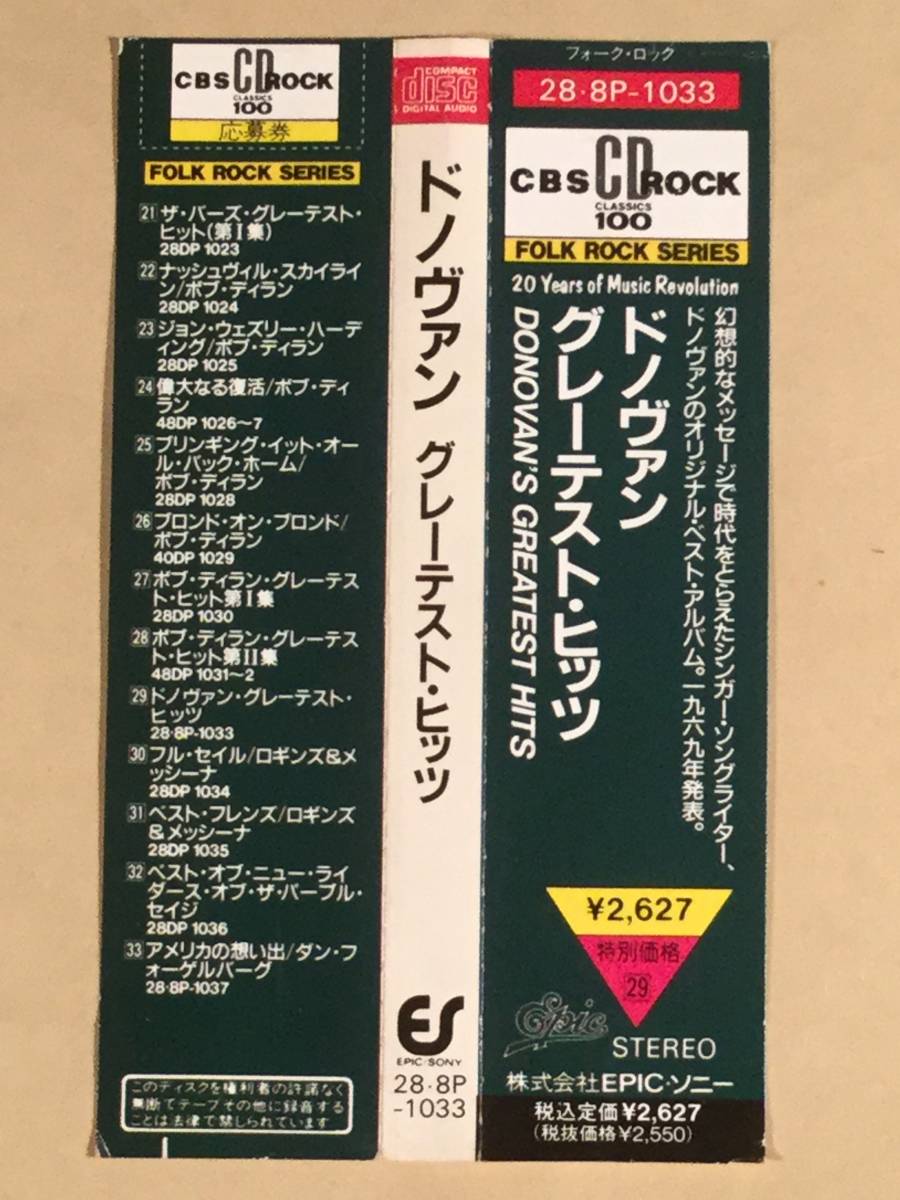 CBS CD ROCK
CLASSICS
100
応募券
FOLK ROCK SERIES
21 ザ・バーズ・グレーテスト・
ヒット(第Ⅰ集)
28DP 1023
22 ナッシュヴィル・スカイライ
ン/ボブ・ディラン
28DP 1024
23 ジョン・ウェズリー・ハーデ
ィング/ボブ・ディラン
28DP 1025
24 偉大なる復活/ボブ・ディ
ラン
48DP 1026〜7
25 ブリンギング・イット・オー
ル・バック・ホーム/
ボブ・ディラン
28DP 1028
26 ブロンド・オン・ブロンド/
ボブ・ディラン
40DP 1029
27 ボブ・ディラン・グレーテス
ト・ヒット第Ⅰ集
28DP 1030
28 ボブ・ディラン・グレーテス
ト・ヒット第Ⅱ集
48DP 1031〜2
29 ドノヴァン・グレーテスト・
ヒッツ
28・8P-1033
30 フル・セイル/ロギンズ&メ
ッシーナ
28DP 1034
31 ベスト・フレンズ/ロギンズ
&メッシーナ
28DP 1035
32 ベスト・オブ・ニュー・ライ
ダース・オブ・ザ・パープル・
セイジ
28DP 1036
33 アメリカの想い出/ダン・フ
ォーゲルバーグ
28・8P-1037
このディスクを権利者の許諾なく
無断でテープその他に録音する
ことは法律で禁じられています
COMPACT
disc
DIGITAL AUDIO
ドノヴァン グレーテスト・ヒッツ
ES
EPIC・SONY
28・8P
-1033
フォーク・ロック
28・8P-1033
CBS CD ROCK
CLASSICS
100
FOLK ROCK SERIES
20 Years of Music Revolution
幻想的なメッセージで時代をとらえたシンガー・ソングライター、
ドノヴァンのオリジナル・ベスト・アルバム。一九六九年発表。
ドノヴァン
グレーテスト・ヒッツ
DONOVAN'S GREATEST HITS
¥2,627
特別価格
29
Epic
STEREO
株式会社EPIC・ソニー
税込定価¥2,627
(税抜価格¥2,550)